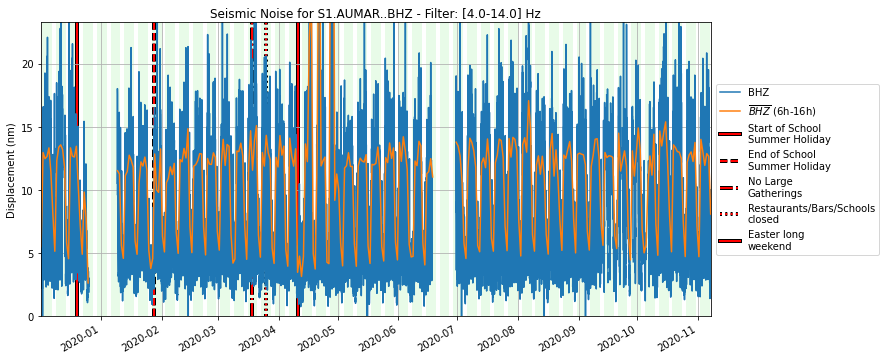 Seismic Noise for S1.AUMAR..BHZ - Filter: [4.0-14.0] Hz
Displacement (nm)
20
15
10
5
0
2020-01
2020-02
2020-03
2020-04
2020-05
2020-06
2020-07
2020-08
2020-09
2020-10
2020-11
BHZ
BHZ (6h-16h)
Start of School
Summer Holiday
End of School
Summer Holiday
No Large
Gatherings
Restaurants/Bars/Schools
closed
Easter long
weekend